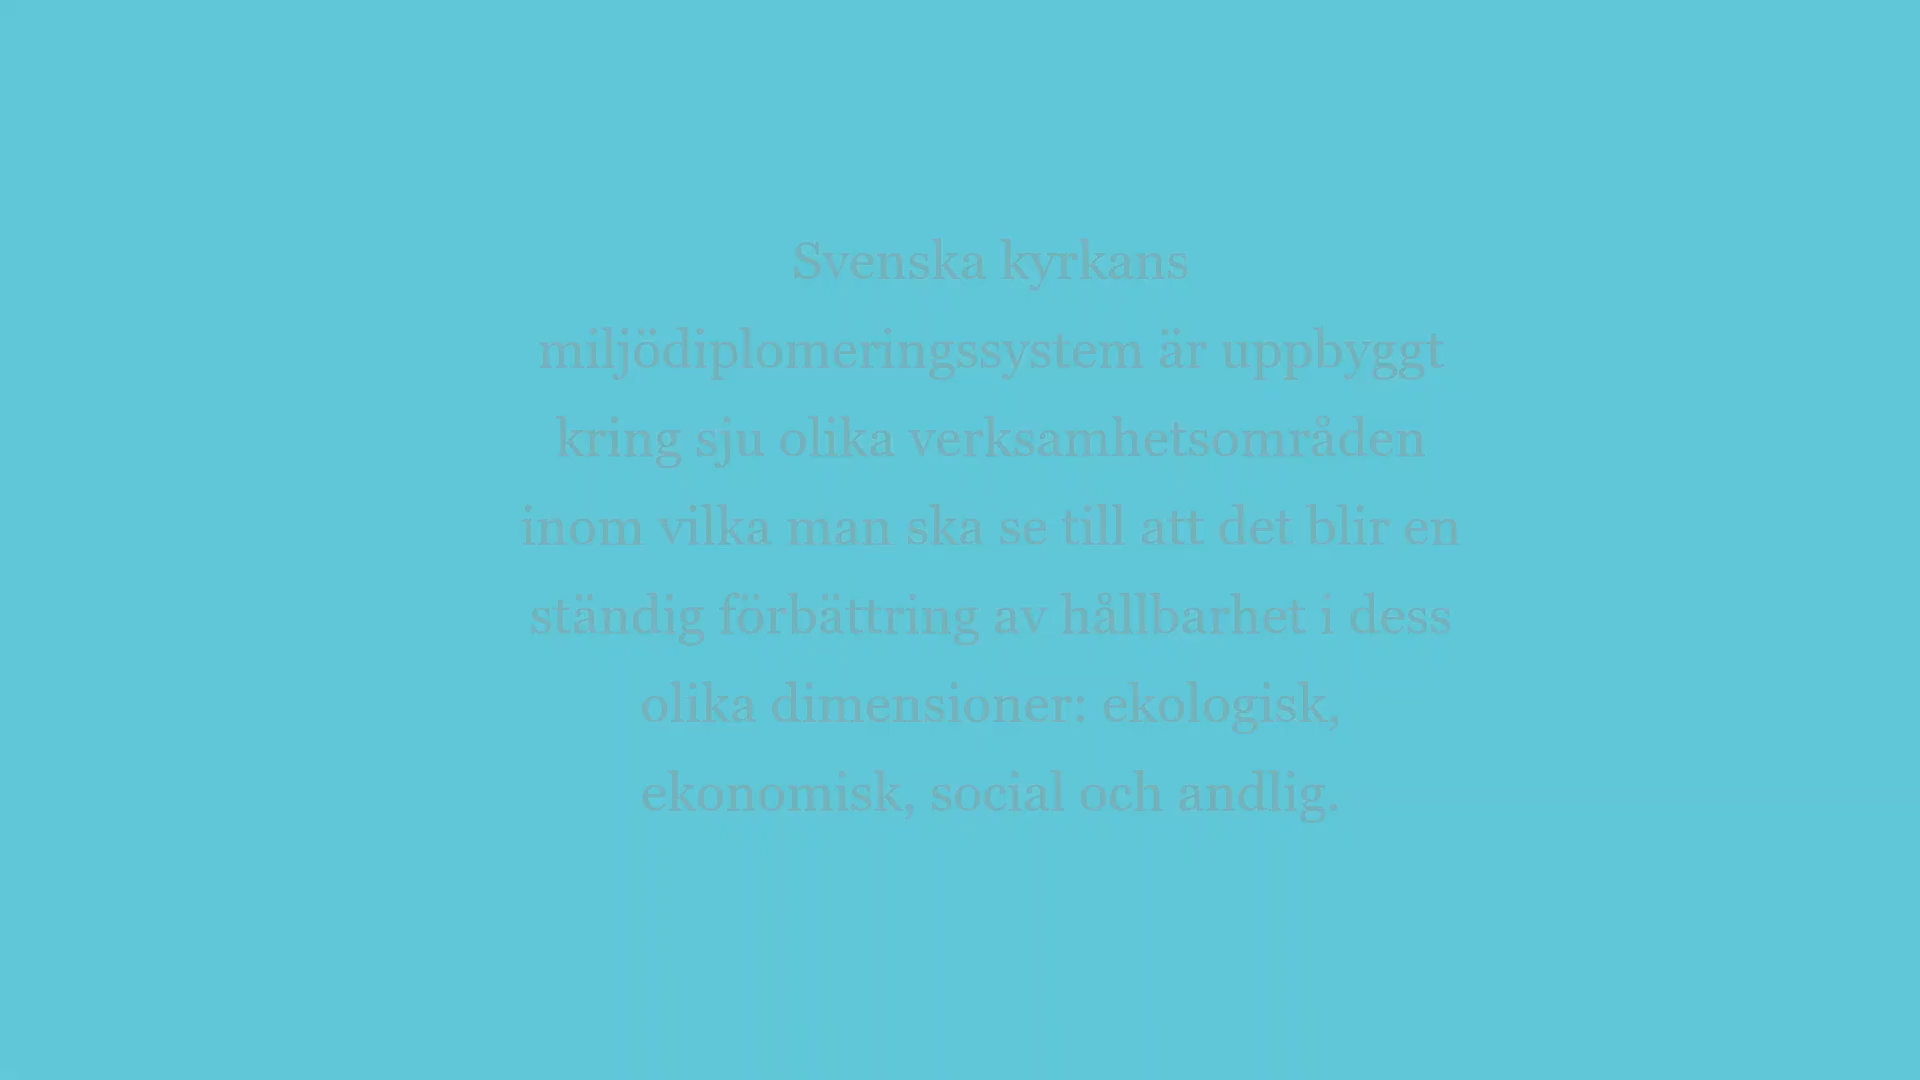 Svenska kyrkans
miljödiplomeringssystem är uppbyggt
kring sju olika verksamhetsområden
inom vilka man ska se till att det blir en
ständig förbättring av hållbarhet i dess
olika dimensioner: ekologisk,
ekonomisk, social och andlig.